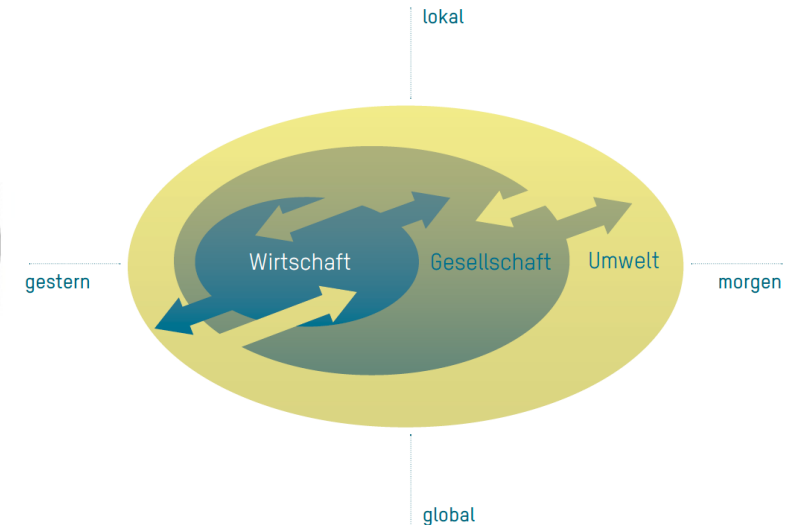 lokal
Wirtschaft
Gesellschaft
Umwelt
gestern
morgen
global